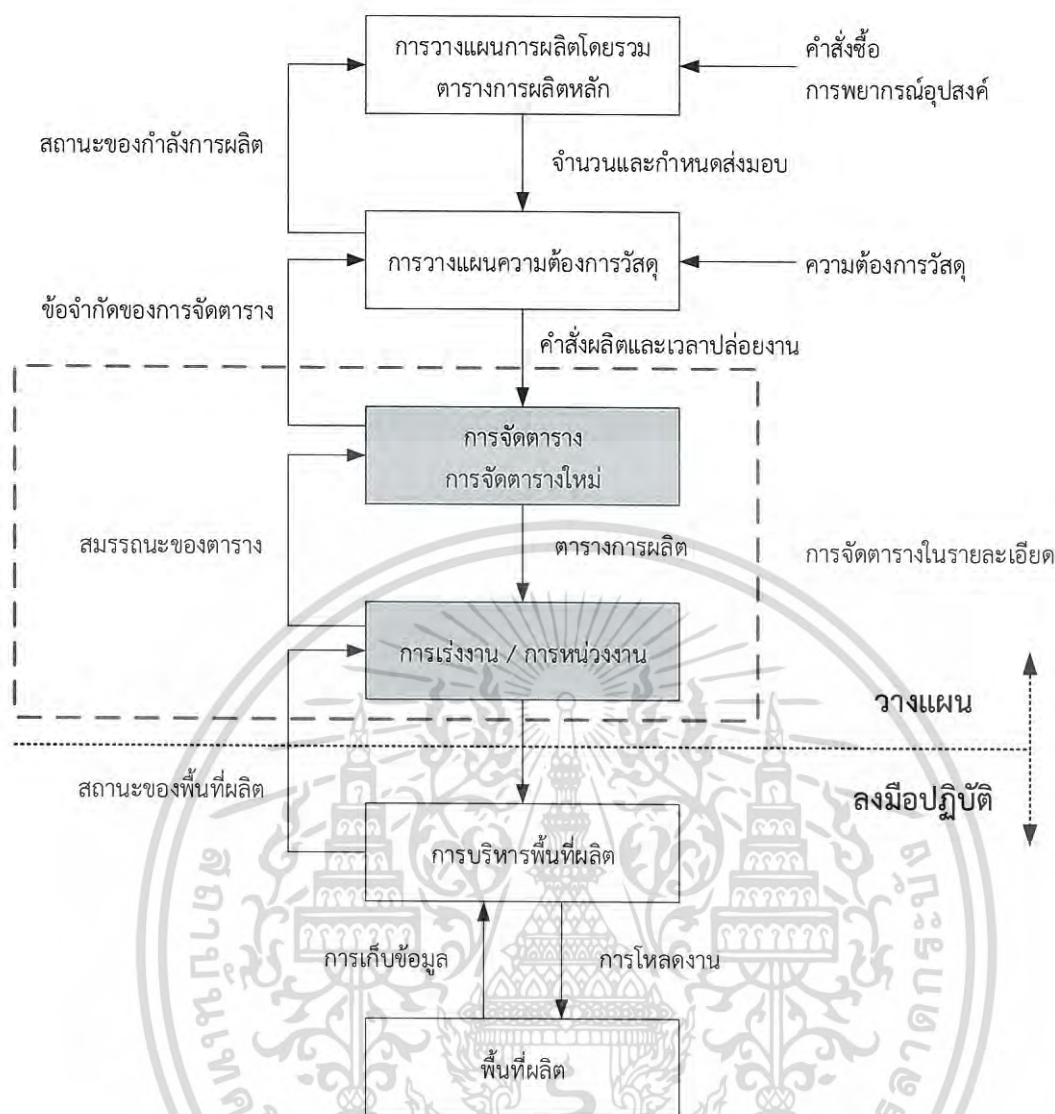 การวางแผนการผลิตโดยรวม
ตารางการผลิตหลัก
คำสั่งซื้อ
การพยากรณ์อุปสงค์
สถานะของกำลังการผลิต
จำนวนและกำหนดส่งมอบ
การวางแผนความต้องการวัสดุ
ความต้องการวัสดุ
ข้อจำกัดของการจัดตาราง
คำสั่งผลิตและเวลาปล่อยงาน
การจัดตาราง
การจัดตารางใหม่
สมรรถนะของตาราง
ตารางการผลิต
การจัดตารางในรายละเอียด
การเร่งงาน / การหน่วงงาน
วางแผน
สถานะของพื้นที่ผลิต
ลงมือปฏิบัติ
การบริหารพื้นที่ผลิต
การเก็บข้อมูล
การโหลดงาน
พื้นที่ผลิต